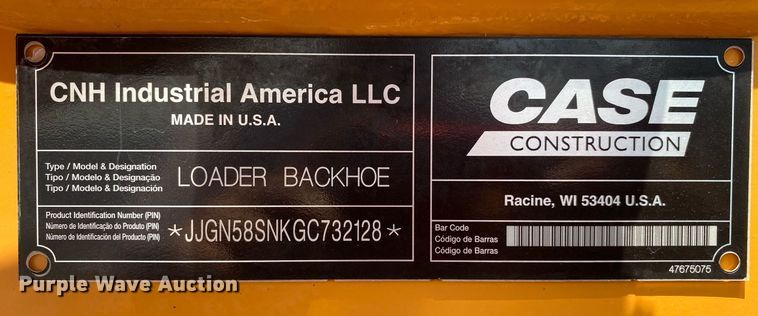 CNH Industrial America LLC
MADE IN U.S.A.
Type / Model & Designation
Tipo / Modelo & Designação
Tipo / Modelo & Designación
LOADER BACKHOE
Product Identification Number (PIN)
Número de Identificação do Produto (PIN)
Número de Identificación del Producto (PIN)
*JJGN58SNKGC732128*
CASE
CONSTRUCTION
Racine, WI 53404 U.S.A.
Bar Code
Código de Barras
Código de Barras
47675075
Purple Wave Auction